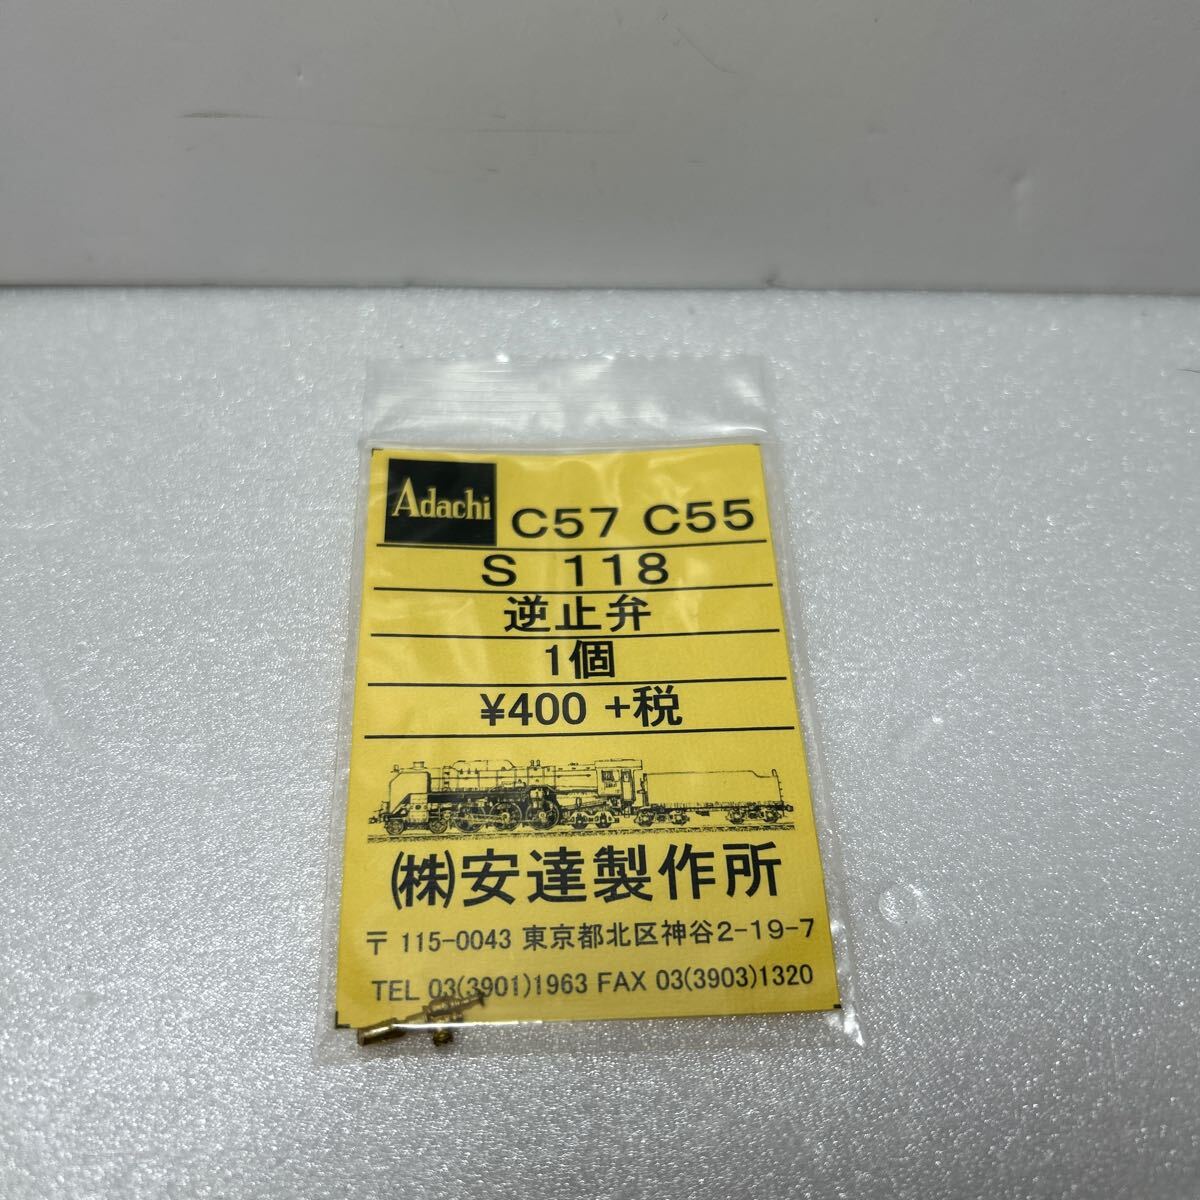 Adachi C57 C55
S 118
逆止弁
1個
¥400 +税
㈱安達製作所
〒115-0043 東京都北区神谷2-19-7
TEL 03(3901)1963 FAX 03(3903)1320